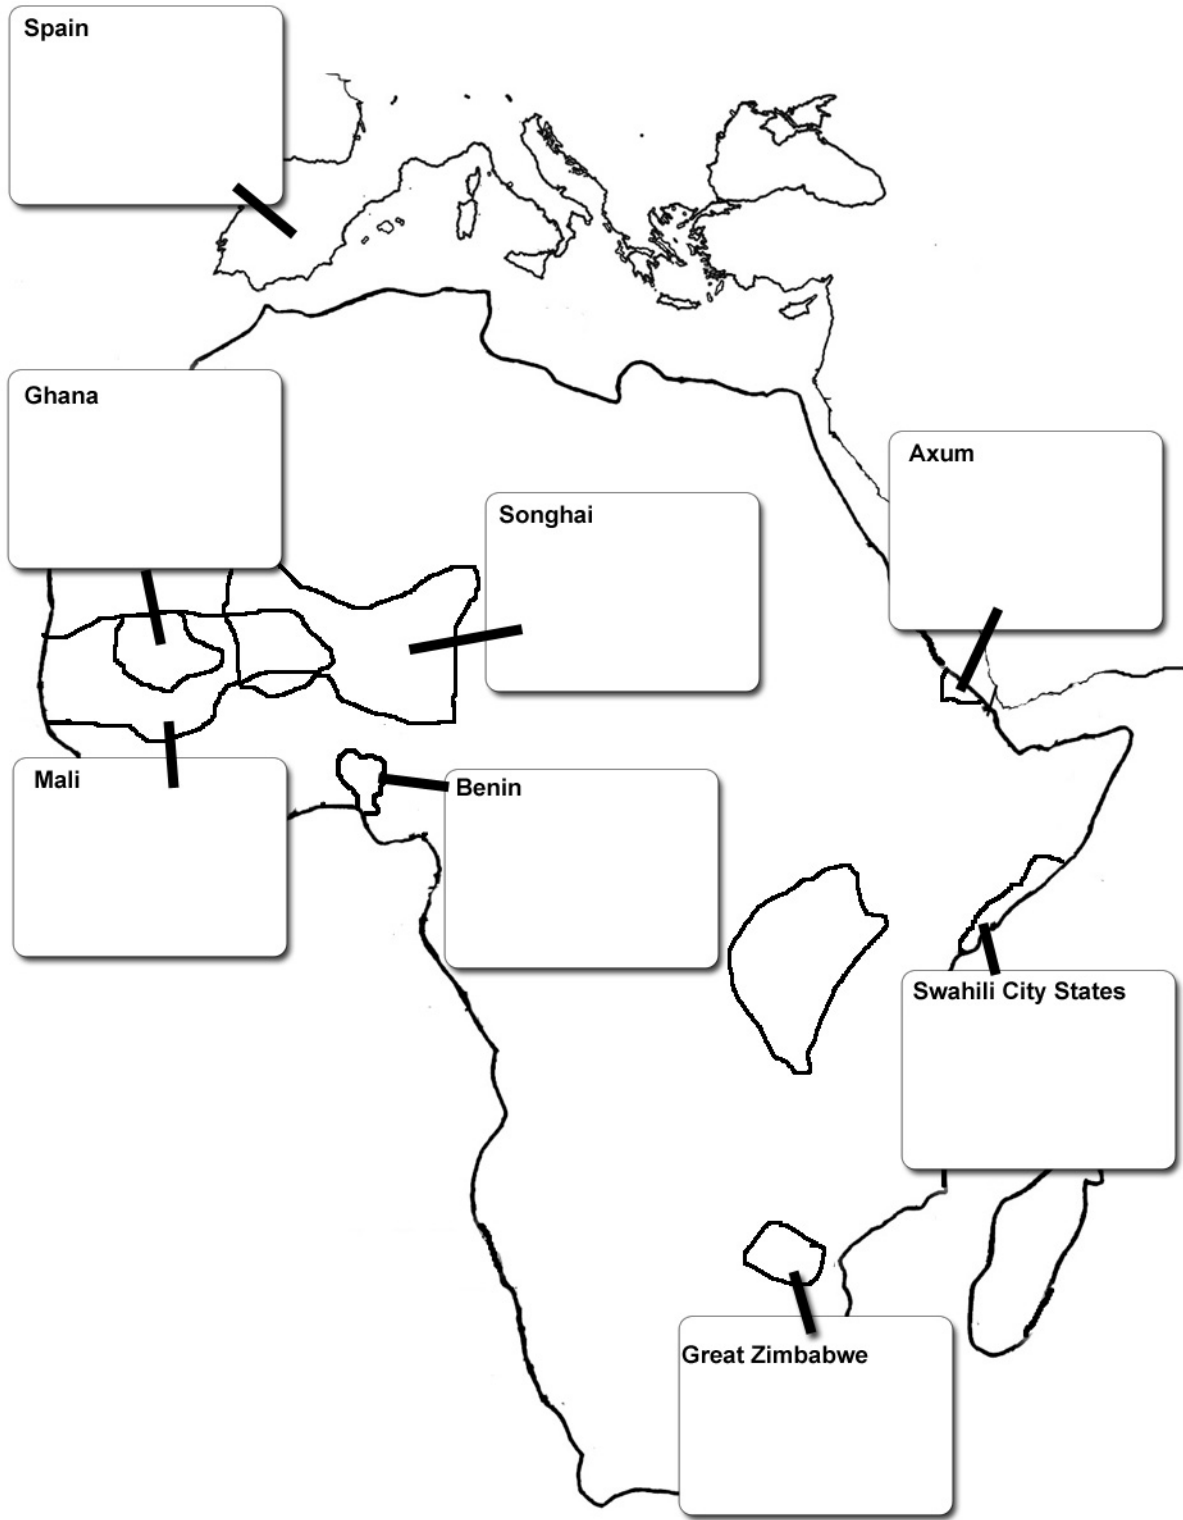 Spain
Ghana
Axum
Songhai
Mali
Benin
Swahili City States
Great Zimbabwe